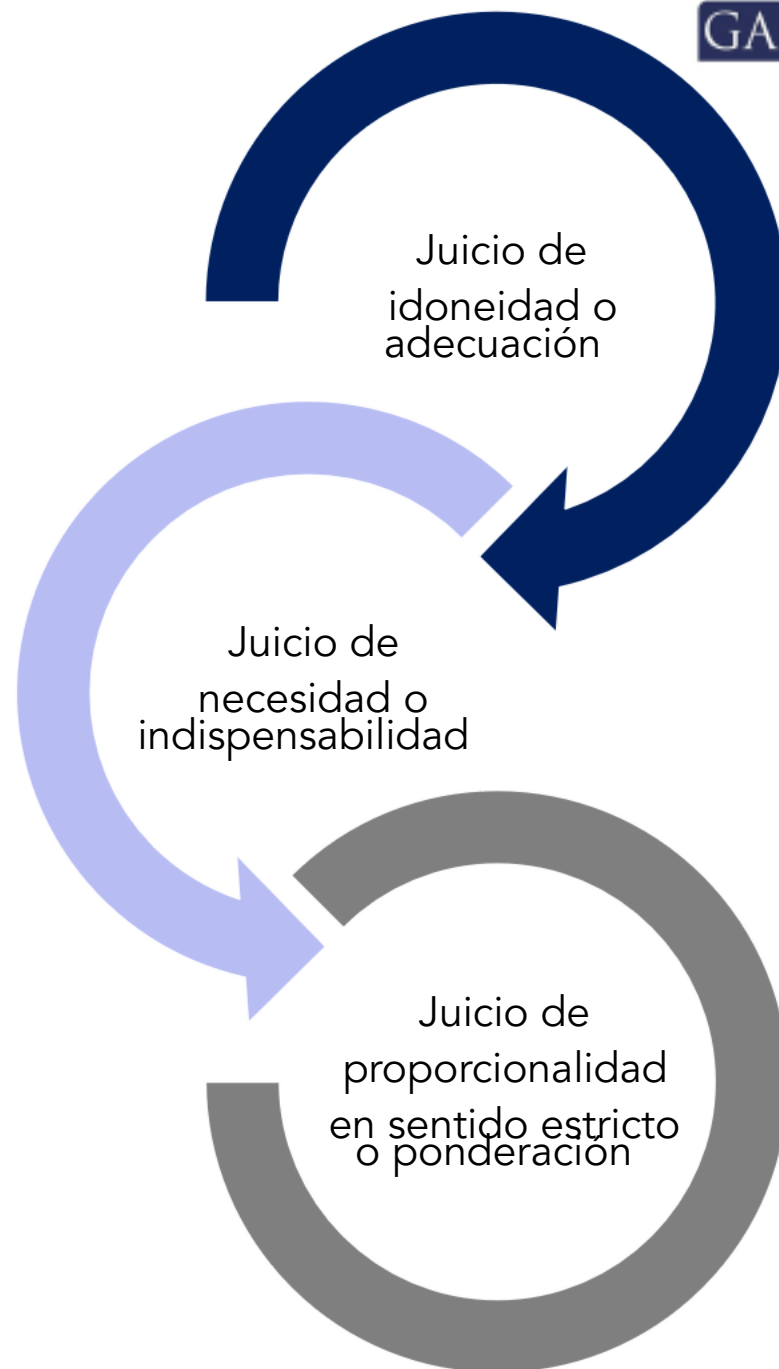 GA
Juicio de
idoneidad o
adecuación
Juicio de
necesidad o
indispensabilidad
Juicio de
proporcionalidad
en sentido estricto
o ponderación